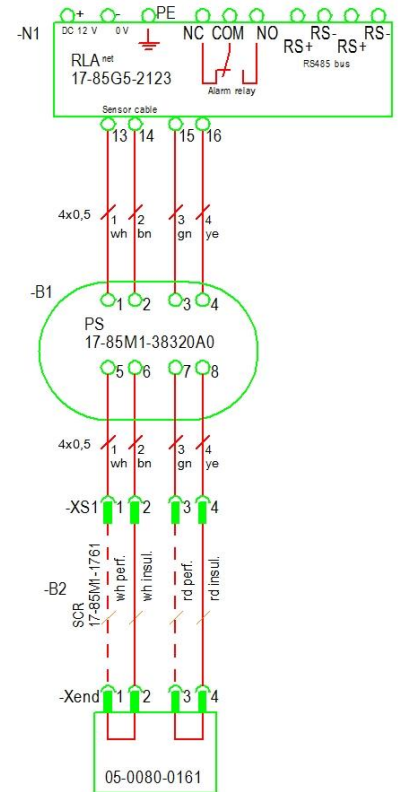 + - PE
-N1 DC 12 V 0 V NC COM NO RS- RS-
RS+ RS+
RLA net RS485 bus
17-85G5-2123
Alarm relay
Sensor cable
13 14 15 16
4x0,5 1 2 3 4
wh bn gn ye
-B1
1 2 3 4
PS
17-85M1-38320A0
5 6 7 8
4x0,5 1 2 3 4
wh bn gn ye
-XS1 1 2 3 4
-B2
SCR
17-85M1-1761
wh perf.
wh insul.
rd perf.
rd insul.
-Xend 1 2 3 4
05-0080-0161